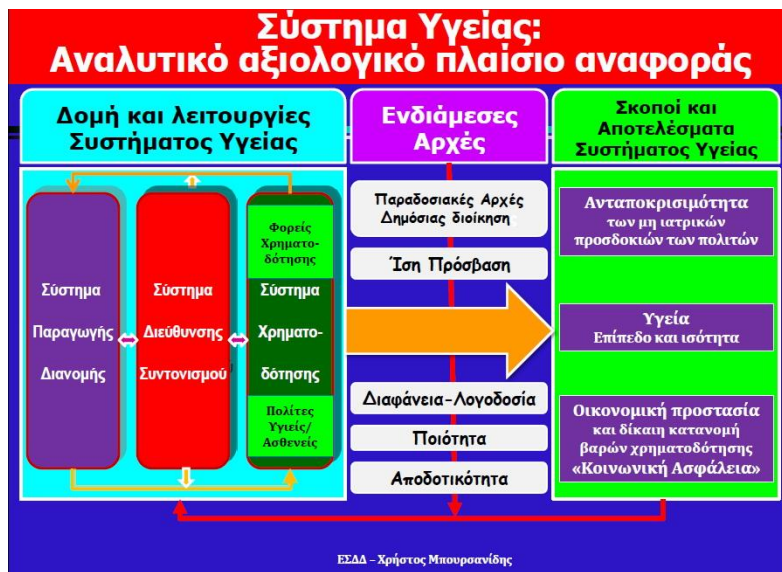 Σύστημα Υγείας:
Αναλυτικό αξιολογικό πλαίσιο αναφοράς
Δομή και λειτουργίες
Συστήματος Υγείας
Σύστημα
Παραγωγής
Διανομής
Σύστημα
Διεύθυνσης
Συντονισμού
Φορείς
Χρηματο-
δότησης
Σύστημα
Χρηματο-
δότησης
Πολίτες
Υγιείς/
Ασθενείς
Ενδιάμεσες
Αρχές
Παραδοσιακές Αρχές
Δημόσιας διοίκηση
Ίση Πρόσβαση
Διαφάνεια-Λογοδοσία
Ποιότητα
Αποδοτικότητα
Σκοποί και
Αποτελέσματα
Συστήματος Υγείας
Ανταποκρισιμότητα
των μη ιατρικών
προσδοκιών των πολιτών
Υγεία
Επίπεδο και ισότητα
Οικονομική προστασία
και δίκαιη κατανομή
βαρών χρηματοδότησης
«Κοινωνική Ασφάλεια»
ΕΣΔΔ – Χρήστος Μπουρσανίδης